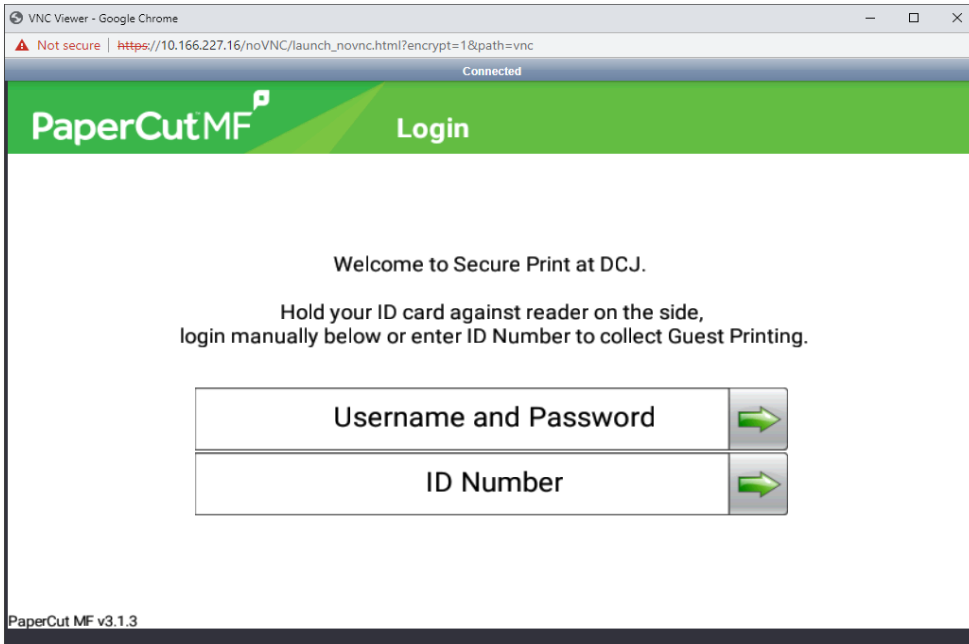 VNC Viewer - Google Chrome
Not secure | https://10.166.227.16/noVNC/launch_novnc.html?encrypt=1&path=vnc
Connected
PaperCut MF
Login
Welcome to Secure Print at DCJ.
Hold your ID card against reader on the side,
login manually below or enter ID Number to collect Guest Printing.
Username and Password
ID Number
PaperCut MF v3.1.3